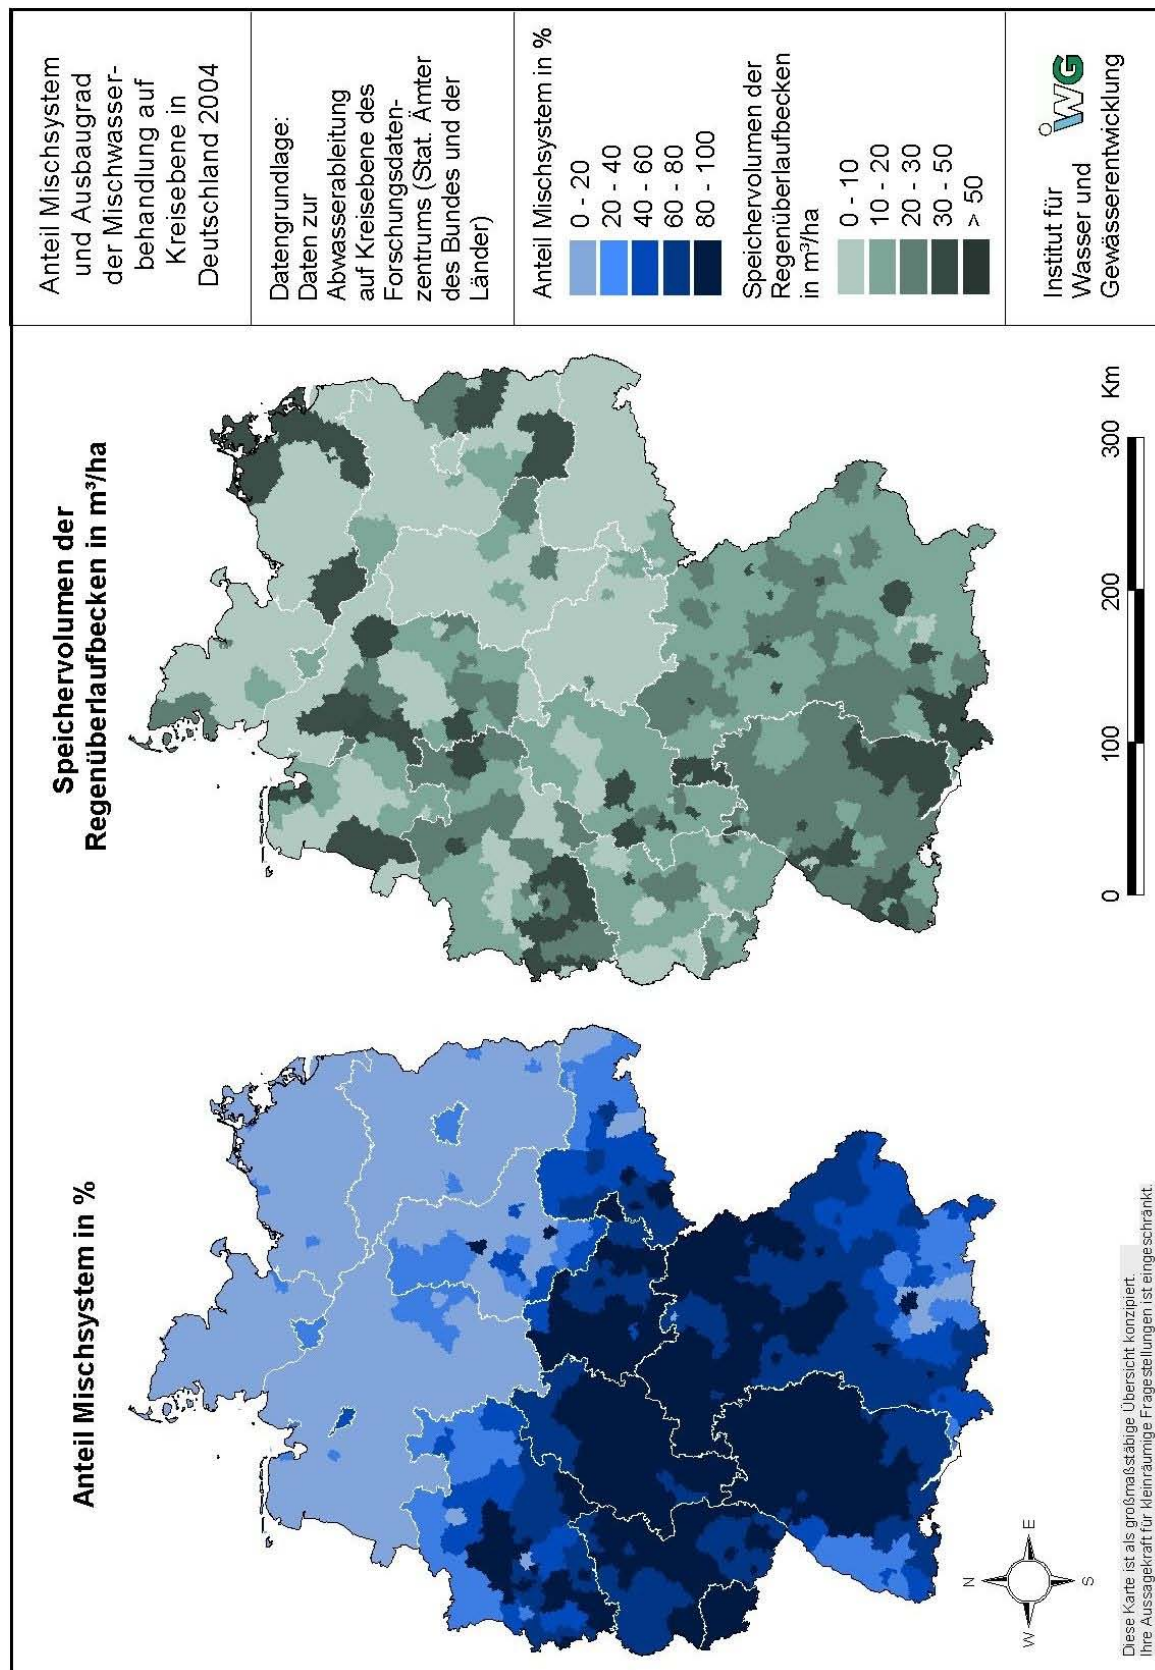 Anteil Mischsystem in %
Speichervolumen der
Regenüberlaufbecken in m³/ha
Anteil Mischsystem
und Ausbaugrad
der Mischwasser-
behandlung auf
Kreisebene in
Deutschland 2004
Datengrundlage:
Daten zur
Abwasserableitung
auf Kreisebene des
Forschungsdaten-
zentrums (Stat. Ämter
des Bundes und der
Länder)
Anteil Mischsystem in %
0 - 20
20 - 40
40 - 60
60 - 80
80 - 100
Speichervolumen der
Regenüberlaufbecken
in m³/ha
0 - 10
10 - 20
20 - 30
30 - 50
> 50
Institut für
Wasser und
Gewässerentwicklung
iWG
N
W
E
S
0
100
200
300
Km
Diese Karte ist als großmaßstäbige Übersicht konzipiert.
Ihre Aussagekraft für kleinräumige Fragestellungen ist eingeschränkt.